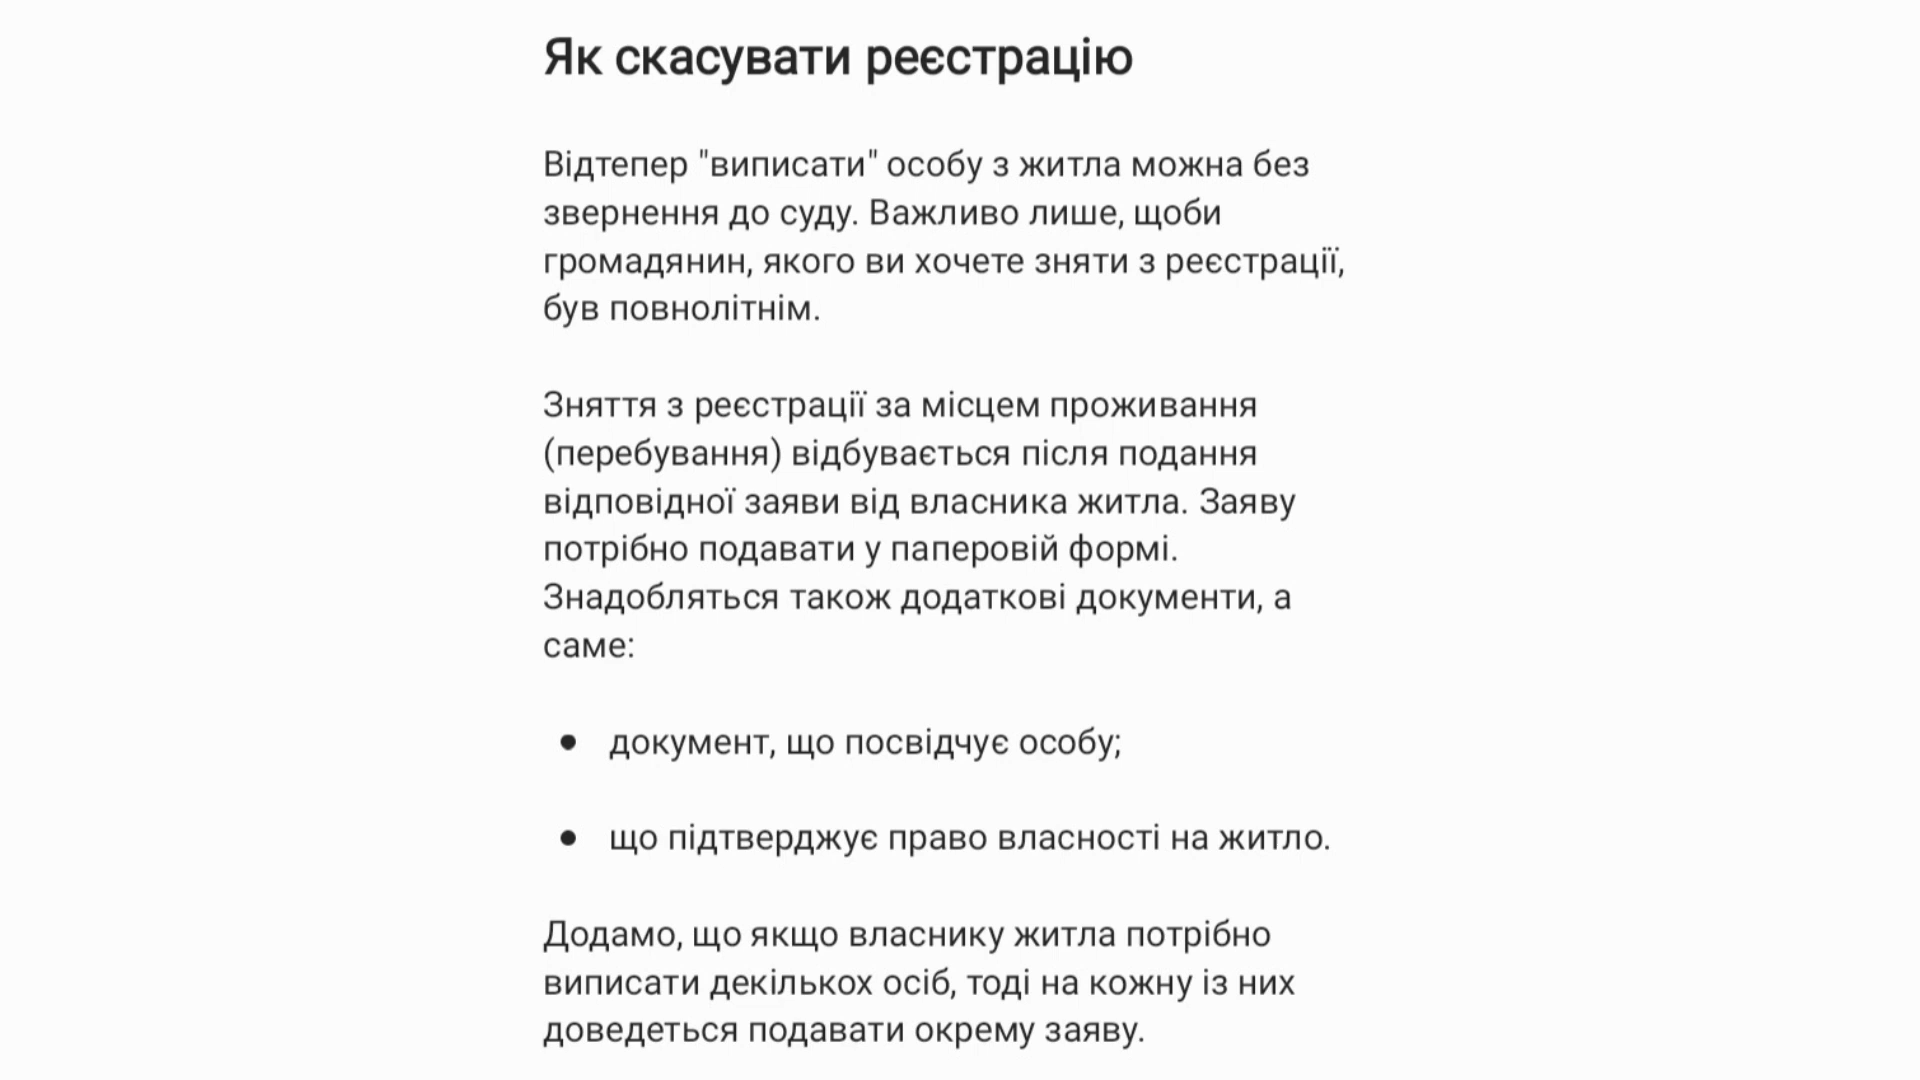 Як скасувати реєстрацію
Відтепер "виписати" особу з житла можна без
звернення до суду. Важливо лише, щоби
громадянин, якого ви хочете зняти з реєстрації,
був повнолітнім.
Зняття з реєстрації за місцем проживання
(перебування) відбувається після подання
відповідної заяви від власника житла. Заяву
потрібно подавати у паперовій формі.
Знадобляться також додаткові документи, а
саме:
● документ, що посвідчує особу;
● що підтверджує право власності на житло.
Додамо, що якщо власнику житла потрібно
виписати декількох осіб, тоді на кожну із них
доведеться подавати окрему заяву.